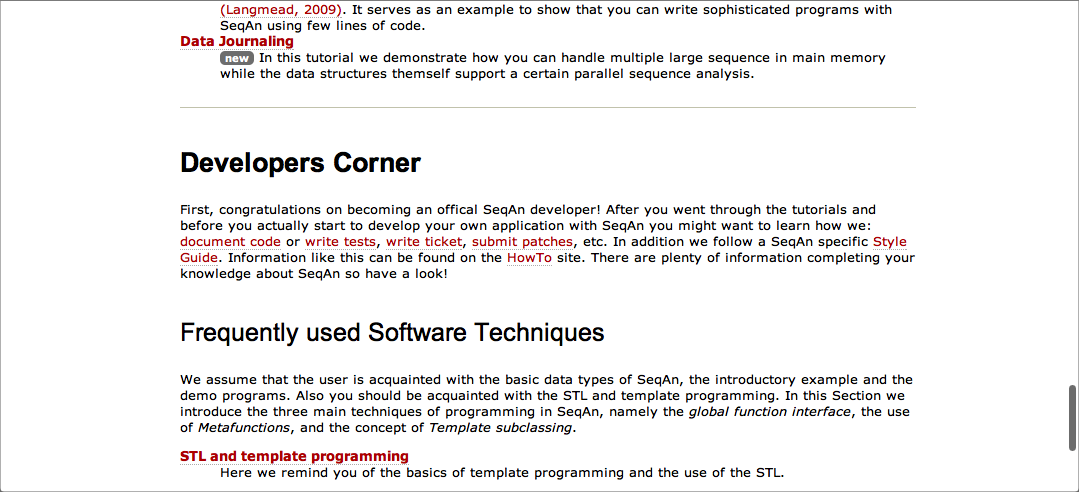 (Langmead, 2009). It serves as an example to show that you can write sophisticated programs with
SeqAn using few lines of code.
Data Journaling
new In this tutorial we demonstrate how you can handle multiple large sequence in main memory
while the data structures themself support a certain parallel sequence analysis.
Developers Corner
First, congratulations on becoming an offical SeqAn developer! After you went through the tutorials and
before you actually start to develop your own application with SeqAn you might want to learn how we:
document code or write tests, write ticket, submit patches, etc. In addition we follow a SeqAn specific Style
Guide. Information like this can be found on the HowTo site. There are plenty of information completing your
knowledge about SeqAn so have a look!
Frequently used Software Techniques
We assume that the user is acquainted with the basic data types of SeqAn, the introductory example and the
demo programs. Also you should be acquainted with the STL and template programming. In this Section we
introduce the three main techniques of programming in SeqAn, namely the global function interface, the use
of Metafunctions, and the concept of Template subclassing.
STL and template programming
Here we remind you of the basics of template programming and the use of the STL.